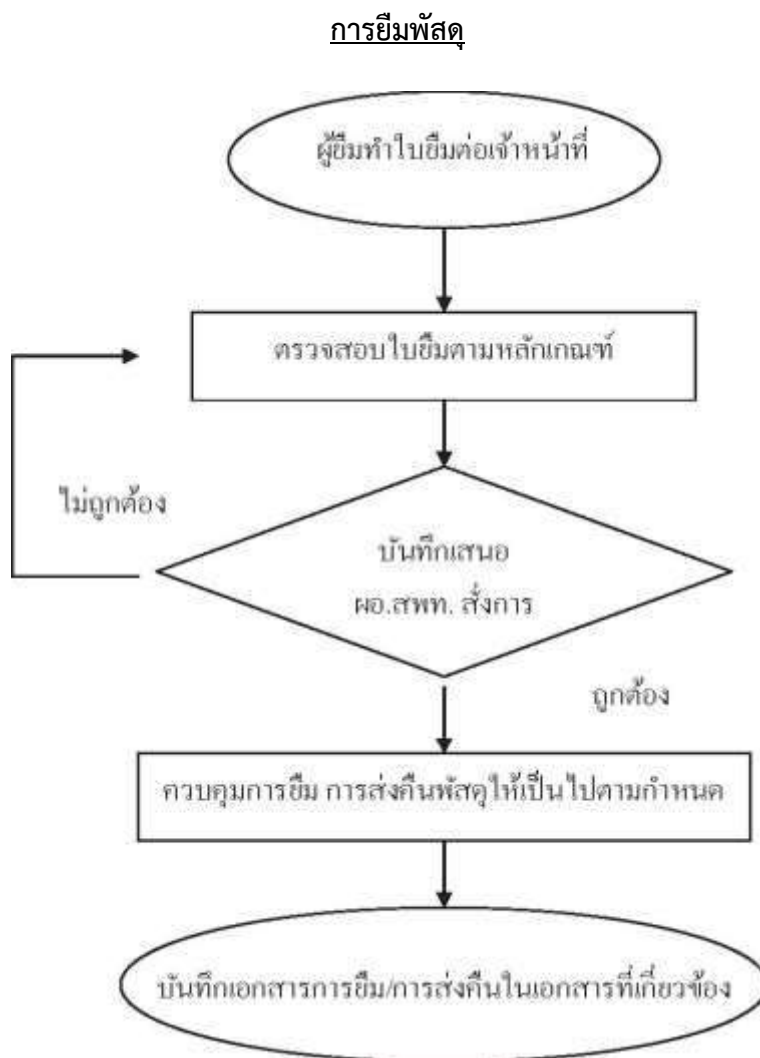 การยืมพัสดุ
ผู้ยืมทำใบยืมต่อเจ้าหน้าที่
ตรวจสอบใบยืมตามหลักเกณฑ์
ไม่ถูกต้อง
บันทึกเสนอ
ผอ.สพท. สั่งการ
ถูกต้อง
ควบคุมการยืม การส่งคืนพัสดุให้เป็นไปตามกำหนด
บันทึกเอกสารการยืม/การส่งคืนในเอกสารที่เกี่ยวข้อง